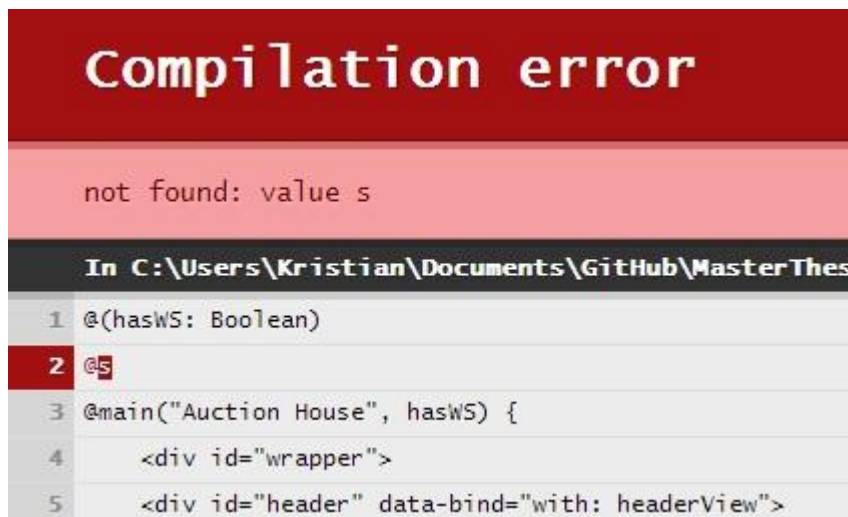 Compilation error
not found: value s
In C:\Users\Kristian\Documents\GitHub\MasterThes
1 @(hasWS: Boolean)
2 @s
3 @main("Auction House", hasWS) {
4     <div id="wrapper">
5     <div id="header" data-bind="with: headerView">